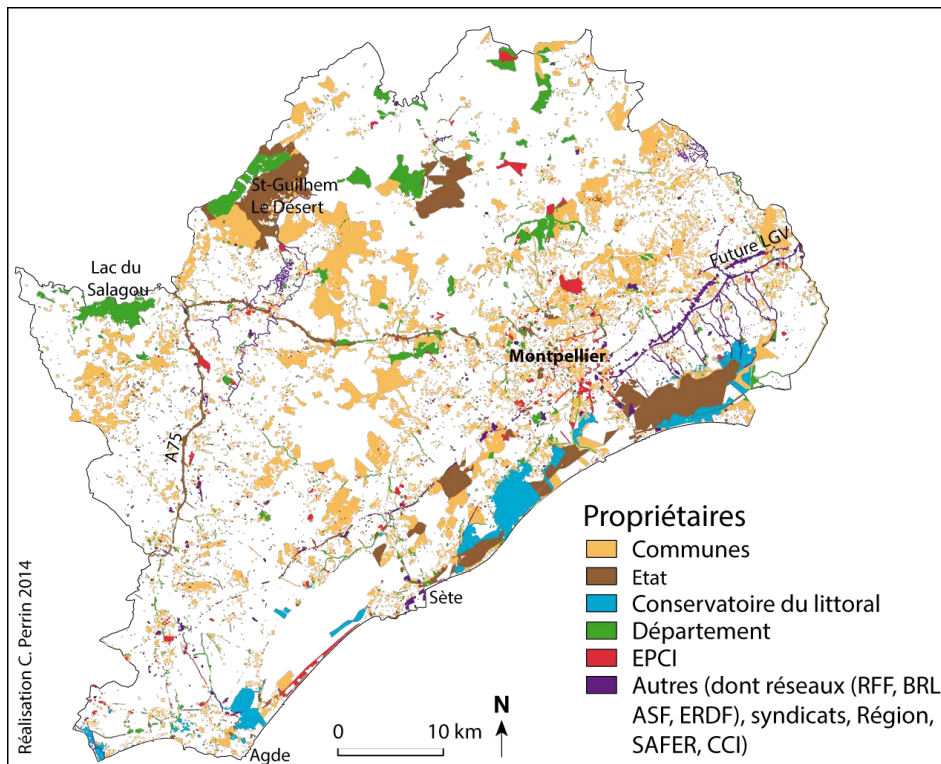 St-Guilhem
Le Désert
Lac du
Salagou
Future LGV
Montpellier
A75
Sète
Agde
0 10 km
N
Propriétaires
Communes
Etat
Conservatoire du littoral
Département
EPCI
Autres (dont réseaux (RFF, BRL
ASF, ERDF), syndicats, Région,
SAFER, CCI)
Réalisation C. Perrin 2014